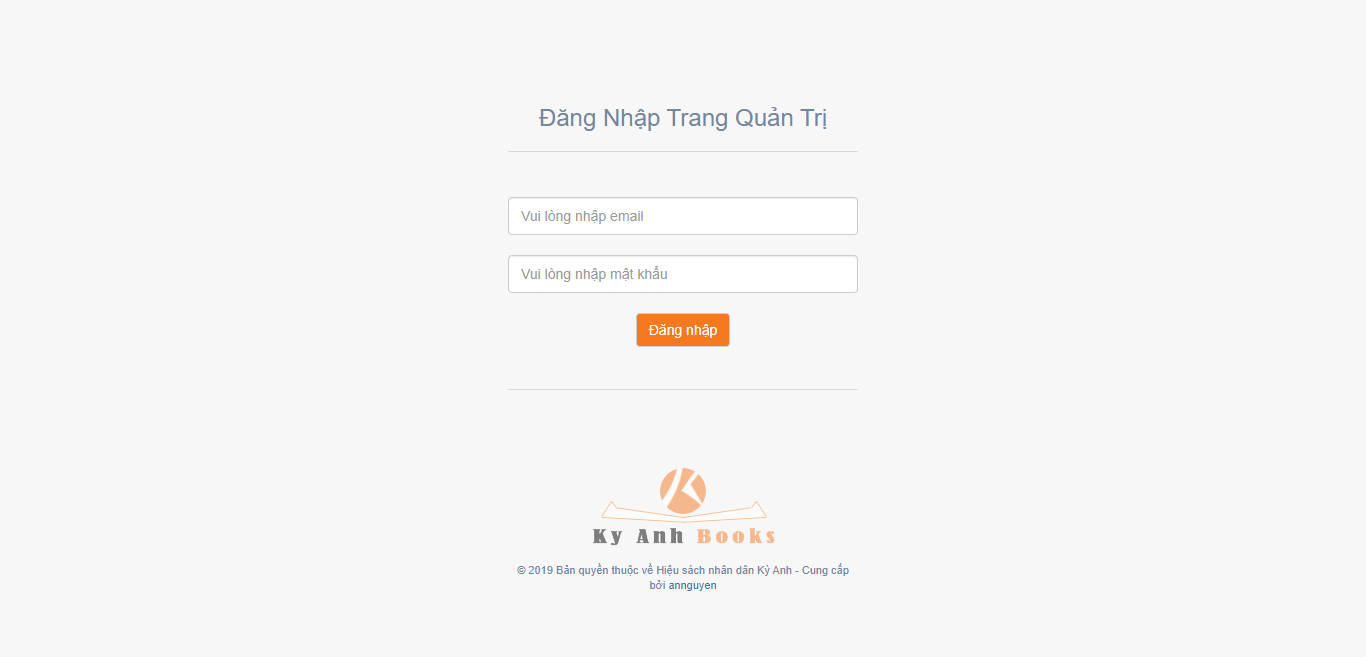 Đăng Nhập Trang Quản Trị
Vui lòng nhập email
Vui lòng nhập mật khẩu
Đăng nhập
Ky Anh Books
© 2019 Bản quyền thuộc về Hiệu sách nhân dân Kỳ Anh - Cung cấp
bởi annguyen